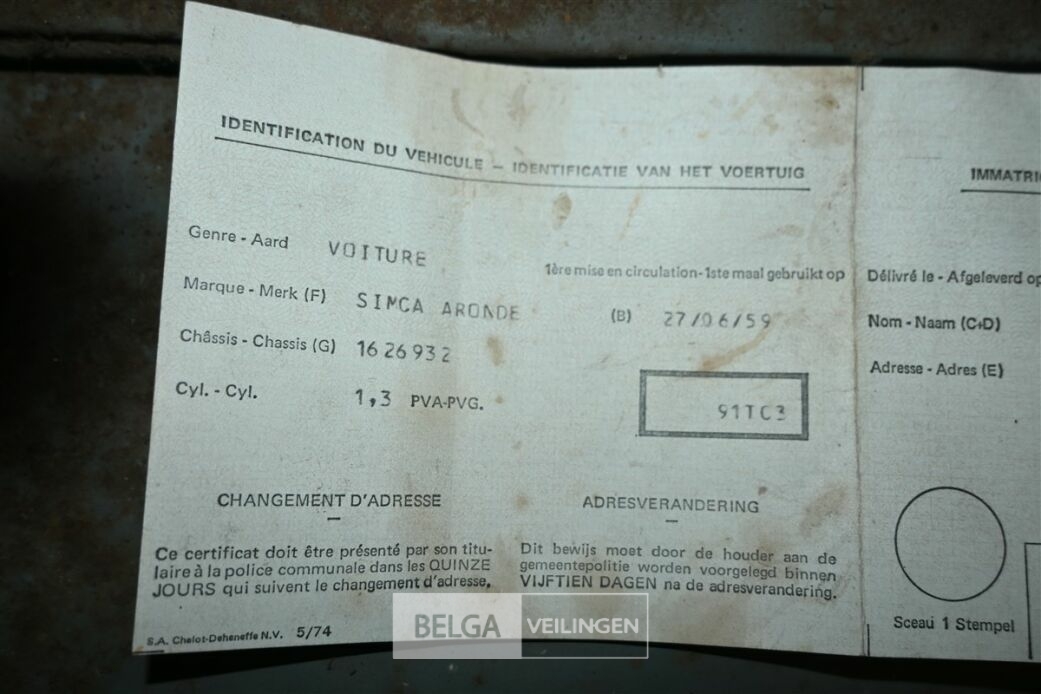 IDENTIFICATION DU VEHICULE – IDENTIFICATIE VAN HET VOERTUIG
Genre - Aard VOITURE
Marque - Merk (F) SIMCA ARONDE
Châssis - Chassis (G) 1626932
Cyl. - Cyl. 1,3 PVA-PVG.
1ère mise en circulation - 1ste maal gebruikt op
(B) 27/06/59
91TC3
CHANGEMENT D'ADRESSE
Ce certificat doit être présenté par son titu-
laire à la police communale dans les QUINZE
JOURS qui suivent le changement d'adresse.
ADRESVERANDERING
Dit bewijs moet door de houder aan de
gemeentepolitie worden voorgelegd binnen
VIJFTIEN DAGEN na de adresverandering.
S.A. Chelot-Deheneffe N.V. 5/74
IMMATRI
Délivré le - Afgeleverd op
Nom - Naam (C+D)
Adresse - Adres (E)
Sceau 1 Stempel
BELGA VEILINGEN